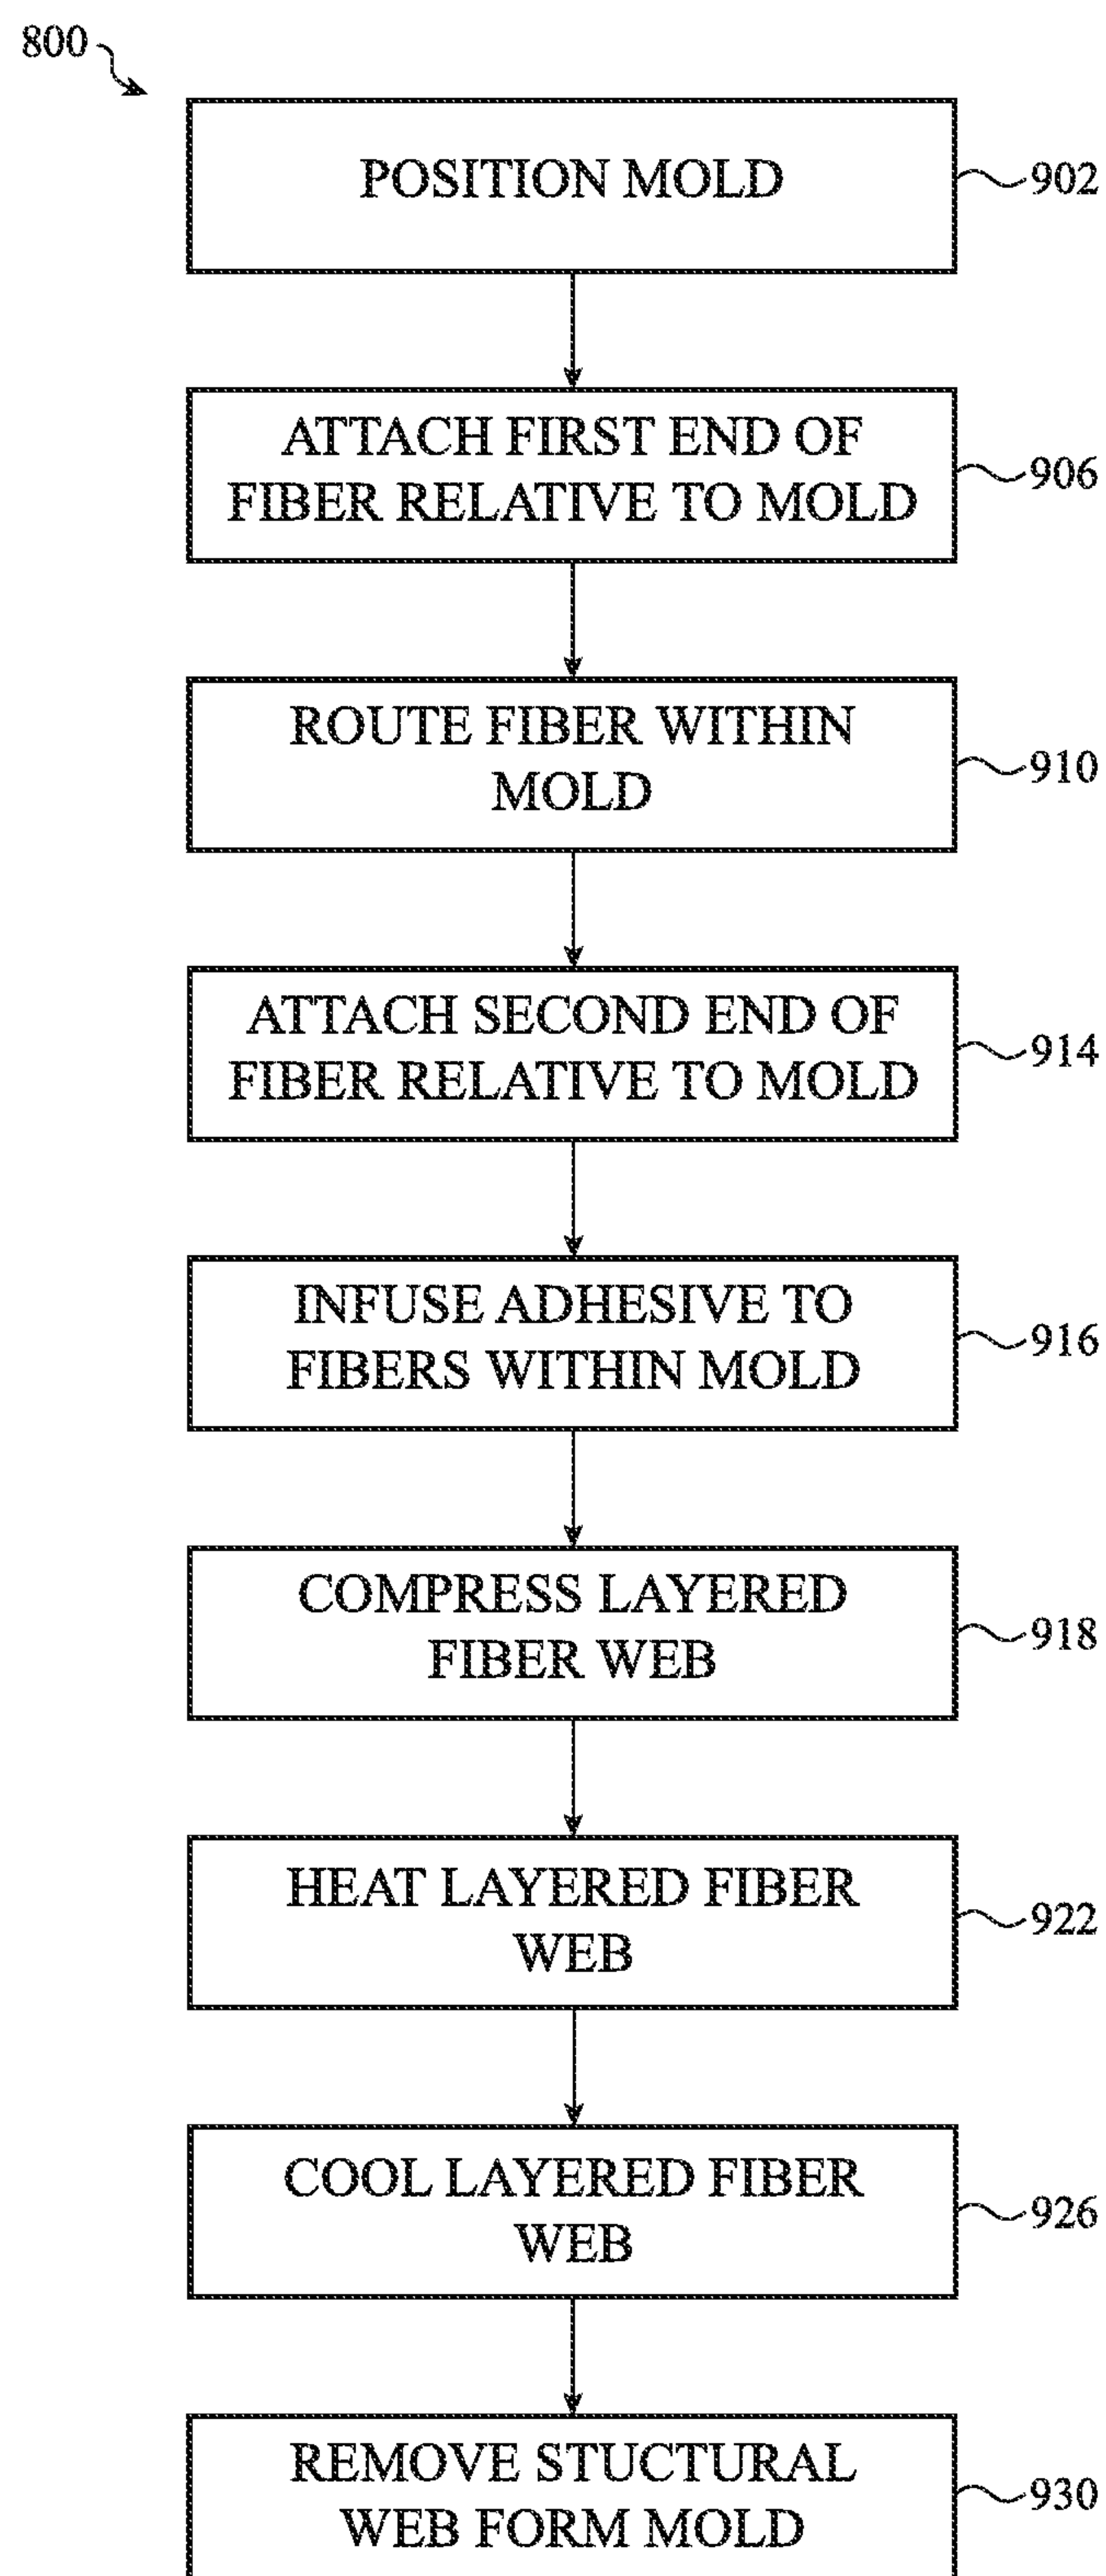 800
POSITION MOLD
902
ATTACH FIRST END OF
FIBER RELATIVE TO MOLD
906
ROUTE FIBER WITHIN
MOLD
910
ATTACH SECOND END OF
FIBER RELATIVE TO MOLD
914
INFUSE ADHESIVE TO
FIBERS WITHIN MOLD
916
COMPRESS LAYERED
FIBER WEB
918
HEAT LAYERED FIBER
WEB
922
COOL LAYERED FIBER
WEB
926
REMOVE STUCTURAL
WEB FORM MOLD
930